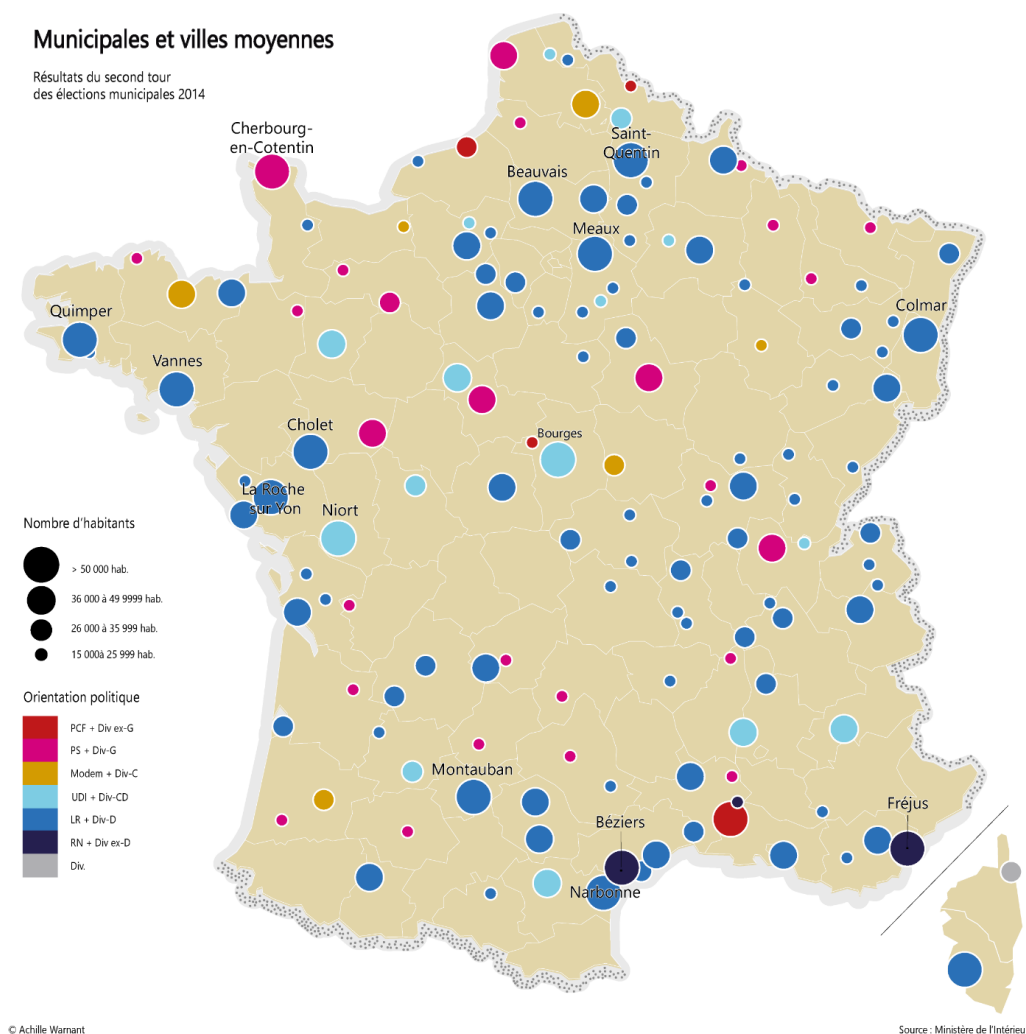 Municipales et villes moyennes
Résultats du second tour
des élections municipales 2014
Cherbourg-
en-Cotentin
Saint-
Quentin
Beauvais
Meaux
Quimper
Colmar
Vannes
Cholet
Bourges
La Roche
sur Yon
Niort
Nombre d'habitants
> 50 000 hab.
36 000 à 49 9999 hab.
26 000 à 35 999 hab.
15 000à 25 999 hab.
Orientation politique
PCF + Div ex-G
PS + Div-G
Modem + Div-C
UDI + Div-CD
LR + Div-D
RN + Div ex-D
Div.
Montauban
Béziers
Fréjus
Narbonne
© Achille Warnant
Source : Ministère de l'Intérieu